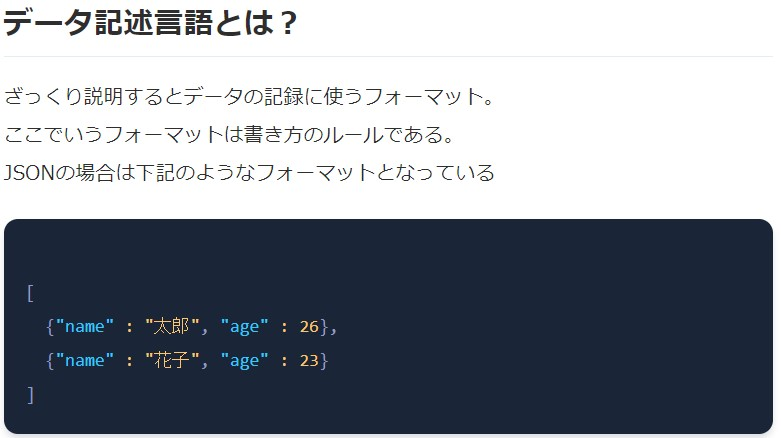 データ記述言語とは？
ざっくり説明するとデータの記録に使うフォーマット。
ここでいうフォーマットは書き方のルールである。
JSONの場合は下記のようなフォーマットとなっている
[
{"name" : "太郎", "age" : 26},
{"name" : "花子", "age" : 23}
]